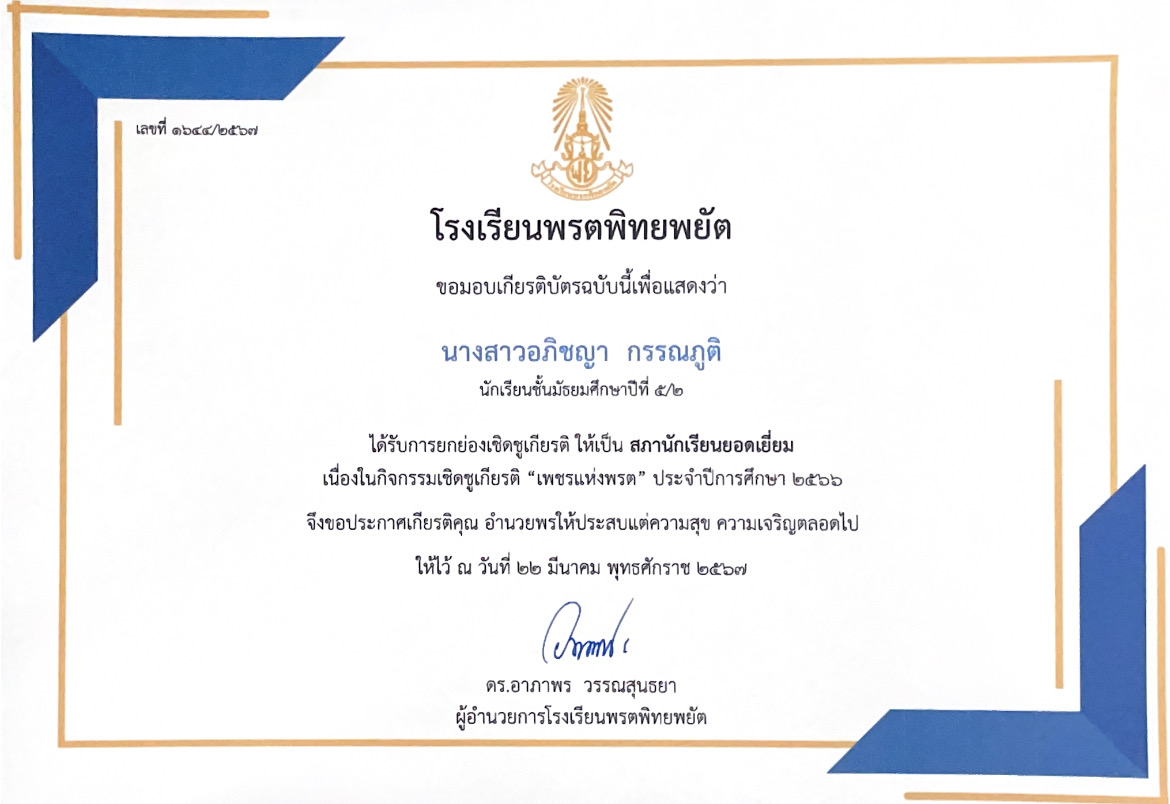 เลขที่ ๑๖๔๔/๒๕๖๗
โรงเรียนพรตพิทยพยัต
ขอมอบเกียรติบัตรฉบับนี้เพื่อแสดงว่า
นางสาวอภิชญา กรรณภูติ
นักเรียนชั้นมัธยมศึกษาปีที่ ๕/๒
ได้รับการยกย่องเชิดชูเกียรติ ให้เป็น สภานักเรียนยอดเยี่ยม
เนื่องในกิจกรรมเชิดชูเกียรติ “เพชรแห่งพรต” ประจำปีการศึกษา ๒๕๖๖
จึงขอประกาศเกียรติคุณ อำนวยพรให้ประสบแต่ความสุข ความเจริญตลอดไป
ให้ไว้ ณ วันที่ ๒๒ มีนาคม พุทธศักราช ๒๕๖๗
ดร.อาภาพร วรรณสุนธยา
ผู้อำนวยการโรงเรียนพรตพิทยพยัต